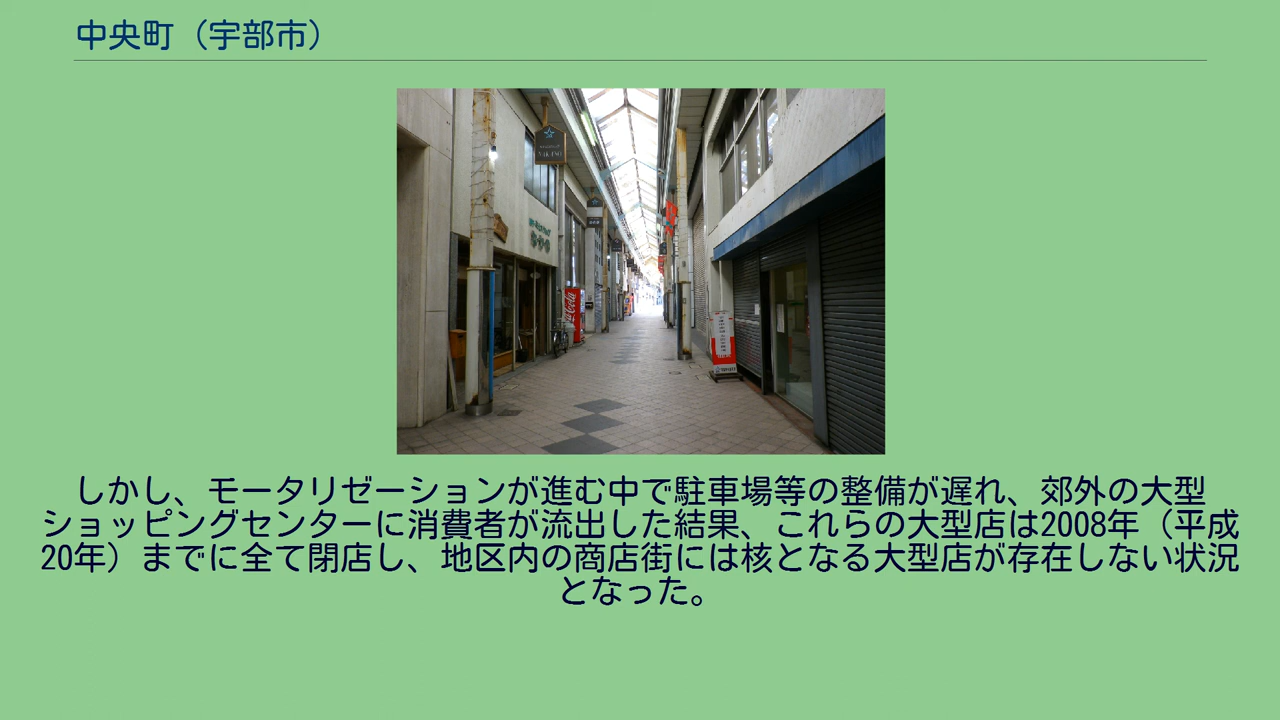 中央町（宇部市）
NAKANO
Coca-Cola
しかし、モータリゼーションが進む中で駐車場等の整備が遅れ、郊外の大型
ショッピングセンターに消費者が流出した結果、これらの大型店は2008年（平成
20年）までに全て閉店し、地区内の商店街には核となる大型店が存在しない状況
となった。